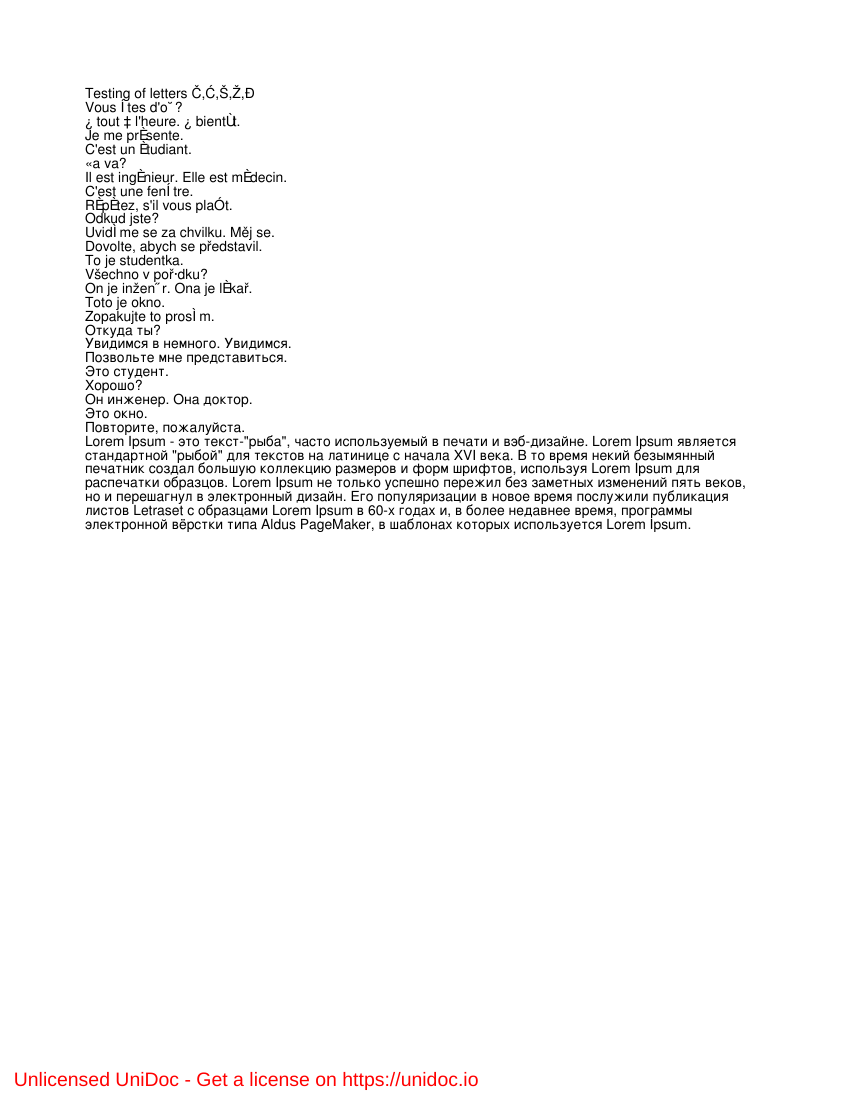 Testing of letters Č,Ć,Š,Ž,Đ
Vous Ítes d'o˘?
¿ tout ‡ l'heure. ¿ bientÙt.
Je me prÈsente.
C'est un Ètudiant.
«a va?
Il est ingÈnieur. Elle est mÈdecin.
C'est une fenÍtre.
RÈpÈtez, s'il vous plaÓt.
Odkud jste?
UvidÌme se za chvilku. Měj se.
Dovolte, abych se představil.
To je studentka.
Všechno v poř·dku?
On je inžen˝r. Ona je lÈkař.
Toto je okno.
Zopakujte to prosÌm.
Откуда ты?
Увидимся в немного. Увидимся.
Позвольте мне представиться.
Это студент.
Хорошо?
Он инженер. Она доктор.
Это окно.
Повторите, пожалуйста.
Lorem Ipsum - это текст-"рыба", часто используемый в печати и вэб-дизайне. Lorem Ipsum является
стандартной "рыбой" для текстов на латинице с начала XVI века. В то время некий безымянный
печатник создал большую коллекцию размеров и форм шрифтов, используя Lorem Ipsum для
распечатки образцов. Lorem Ipsum не только успешно пережил без заметных изменений пять веков,
но и перешагнул в электронный дизайн. Его популяризации в новое время послужили публикация
листов Letraset с образцами Lorem Ipsum в 60-х годах и, в более недавнее время, программы
электронной вёрстки типа Aldus PageMaker, в шаблонах которых используется Lorem Ipsum.
Unlicensed UniDoc - Get a license on https://unidoc.io